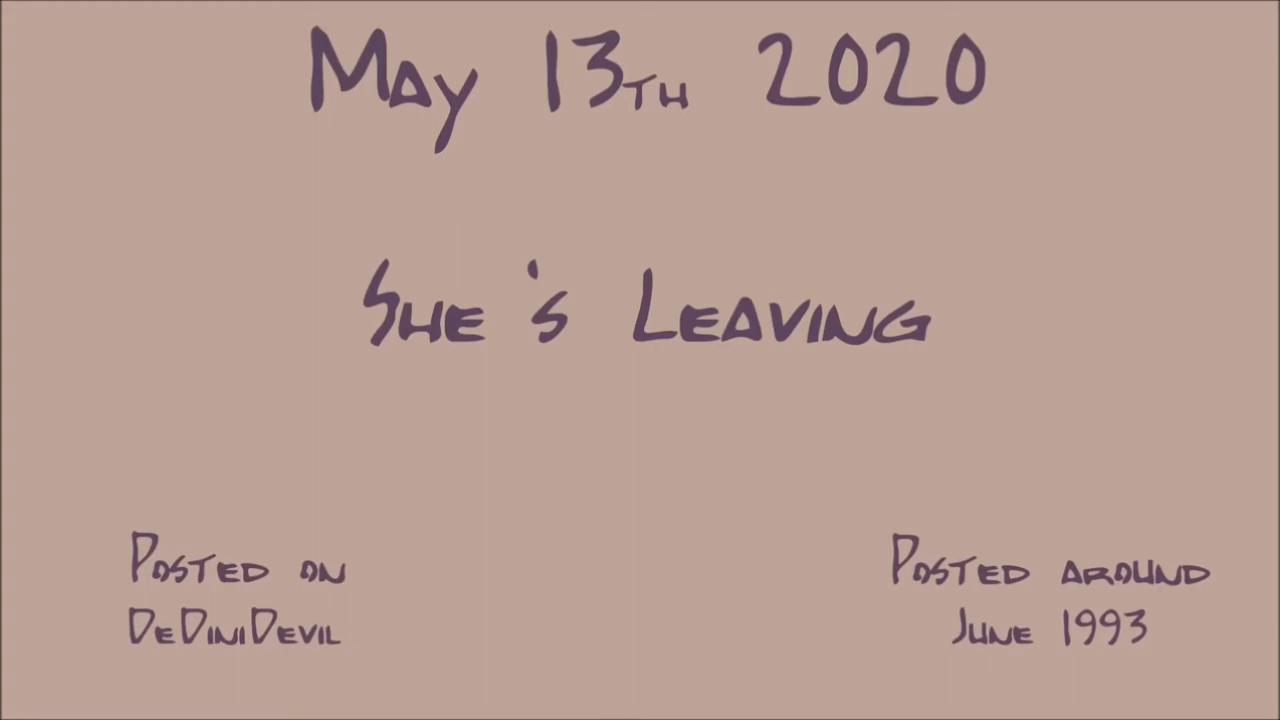 May 13th 2020
She's Leaving
Posted on
DeDiniDevil
Posted around
June 1993